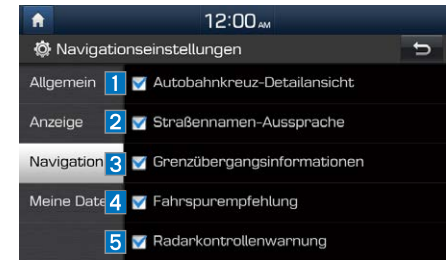 12:00 AM
Navigationseinstellungen
Allgemein 1 Autobahnkreuz-Detailansicht
Anzeige 2 Straßennamen-Aussprache
Navigation 3 Grenzübergangsinformationen
Meine Date 4 Fahrspurempfehlung
5 Radarkontrollenwarnung